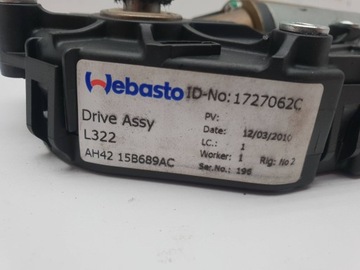 Webasto ID-No: 1727062C
Drive Assy
L322
AH42 15B689AC
PV:
Date: 12/03/2010
LC.: 1
Worker: 1 Rig: No 2
Ser.No.: 196